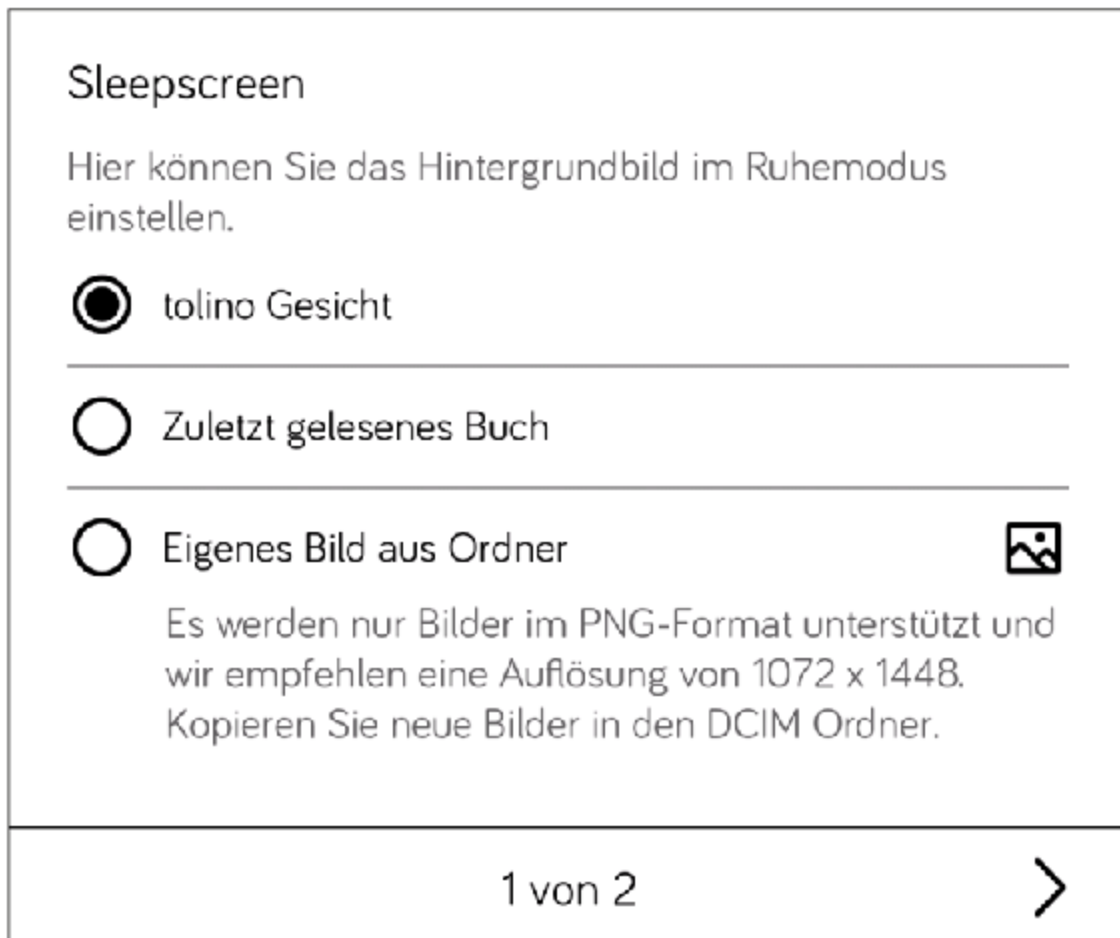 Sleepscreen
Hier können Sie das Hintergrundbild im Ruhemodus
einstellen.
tolino Gesicht
Zuletzt gelesenes Buch
Eigenes Bild aus Ordner
Es werden nur Bilder im PNG-Format unterstützt und
wir empfehlen eine Auflösung von 1072 x 1448.
Kopieren Sie neue Bilder in den DCIM Ordner.
1 von 2